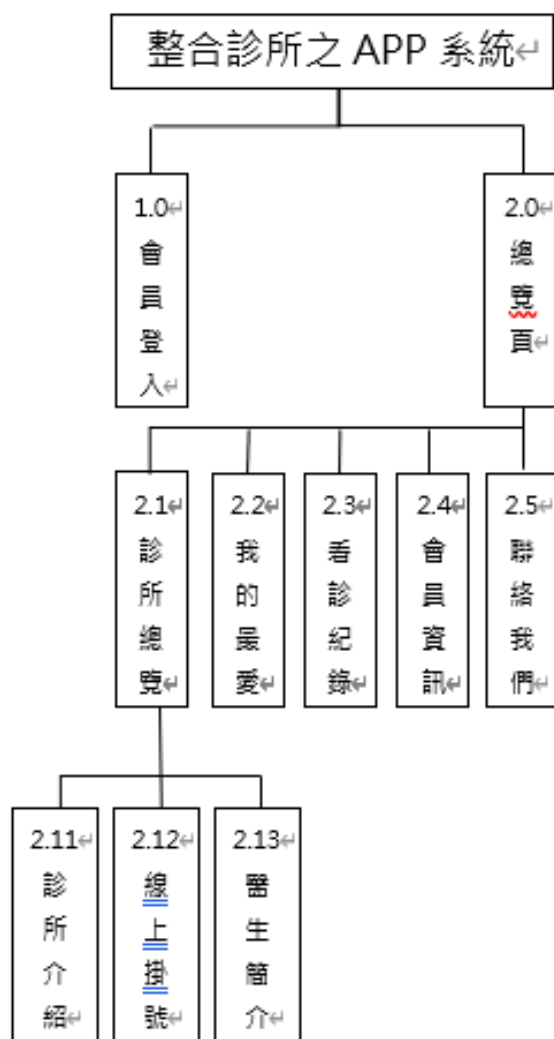 整合診所之 APP 系統
1.0
會員登入
2.0
總覽頁
2.1
診所總覽
2.2
我的最愛
2.3
看診紀錄
2.4
會員資訊
2.5
聯絡我們
2.11
診所介紹
2.12
線上掛號
2.13
醫生簡介